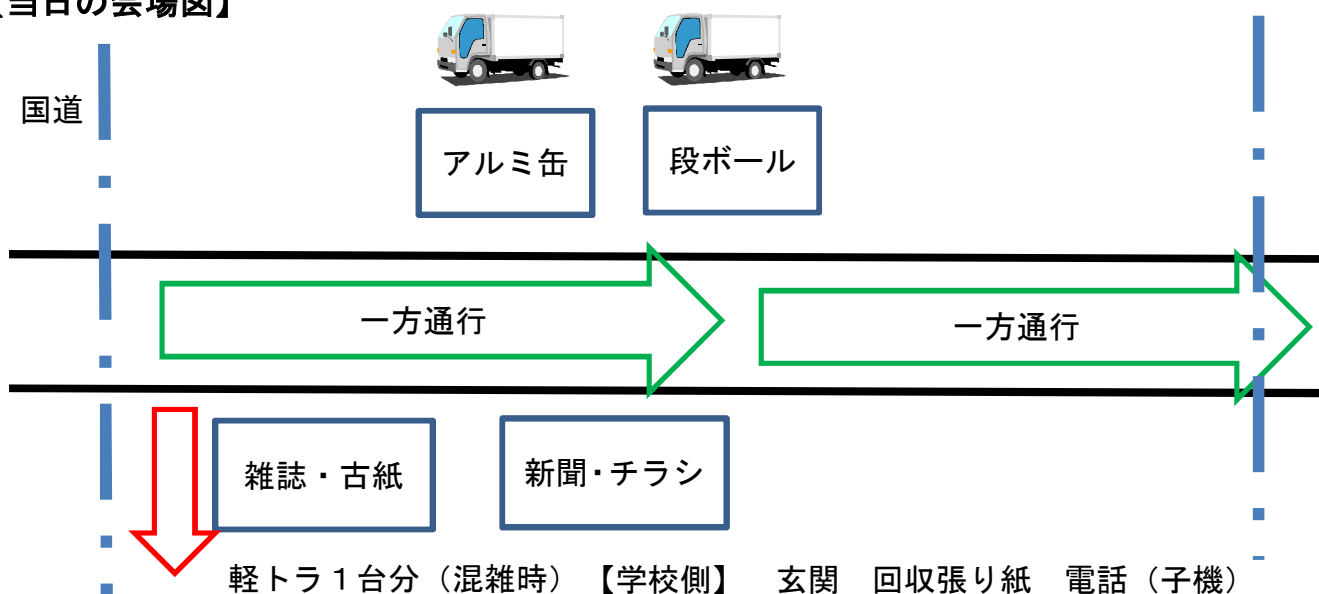 【当日の会場図】
国道
アルミ缶
段ボール
一方通行
一方通行
雑誌・古紙
新聞・チラシ
軽トラ１台分（混雑時）【学校側】　玄関　回収張り紙　電話（子機）